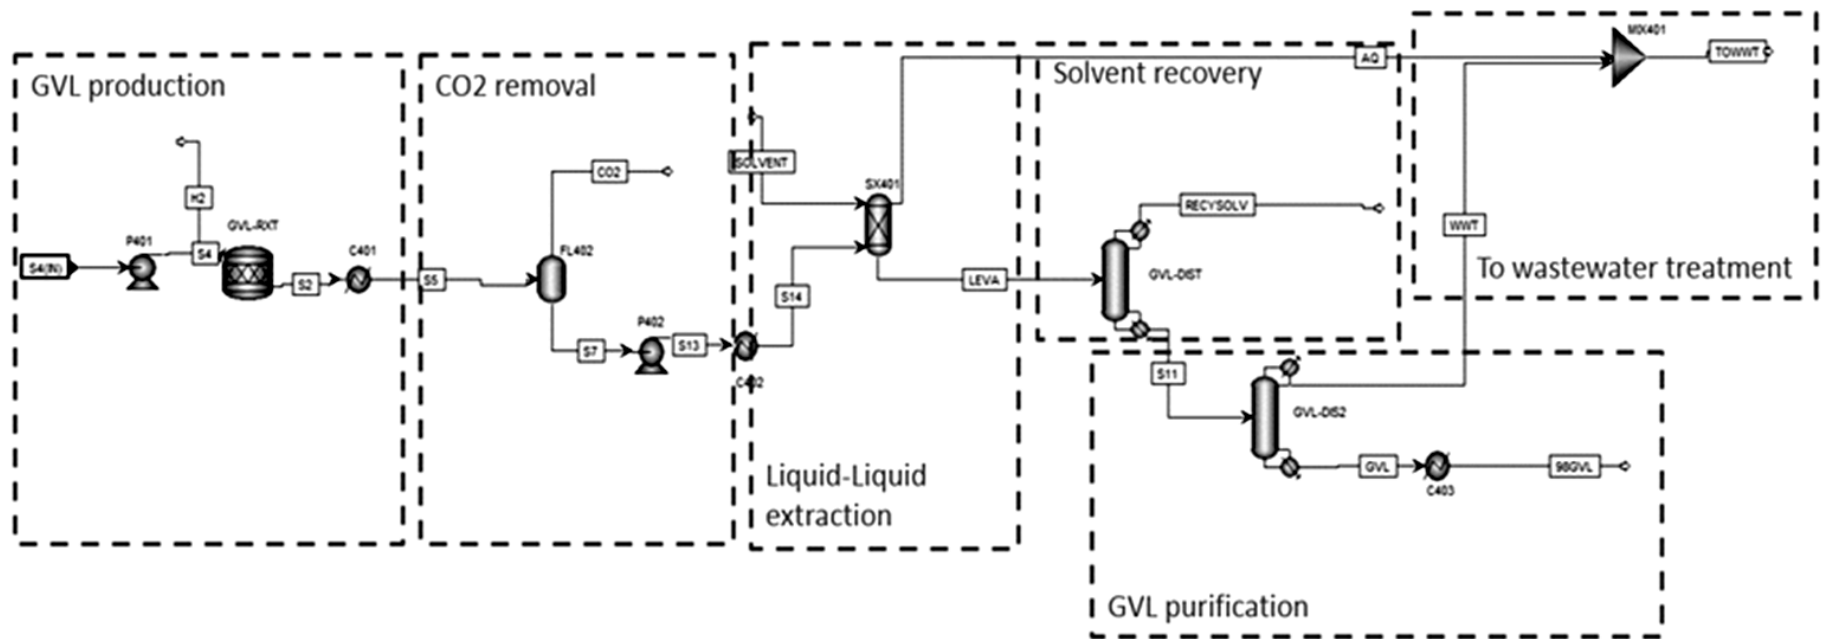 GVL production
H2
P401
GVL-RXT
S4(IN)
S4
S2
C401
CO2 removal
CO2
FL402
S5
S7
P402
S13
C402
SOLVENT
SX401
S14
LEVA
Liquid-Liquid
extraction
Solvent recovery
AQ
RECYSOLV
GVL-DIST
S11
MIX401
TOWWT
WWT
To wastewater treatment
GVL-DIS2
GVL
C403
98GVL
GVL purification